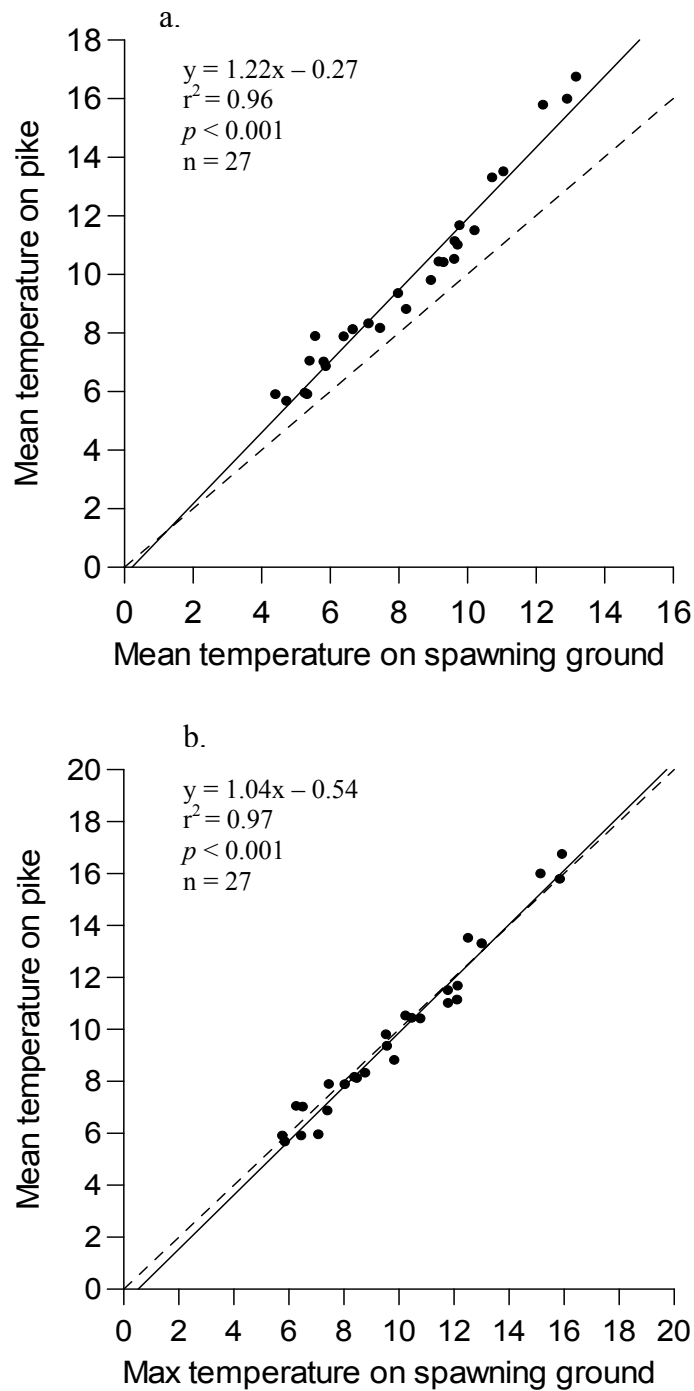 a.
y = 1.22x – 0.27
r² = 0.96
p < 0.001
n = 27
18
16
14
12
10
8
6
4
2
0
Mean temperature on pike
0 2 4 6 8 10 12 14 16
Mean temperature on spawning ground
b.
y = 1.04x – 0.54
r² = 0.97
p < 0.001
n = 27
20
18
16
14
12
10
8
6
4
2
0
Mean temperature on pike
0 2 4 6 8 10 12 14 16 18 20
Max temperature on spawning ground